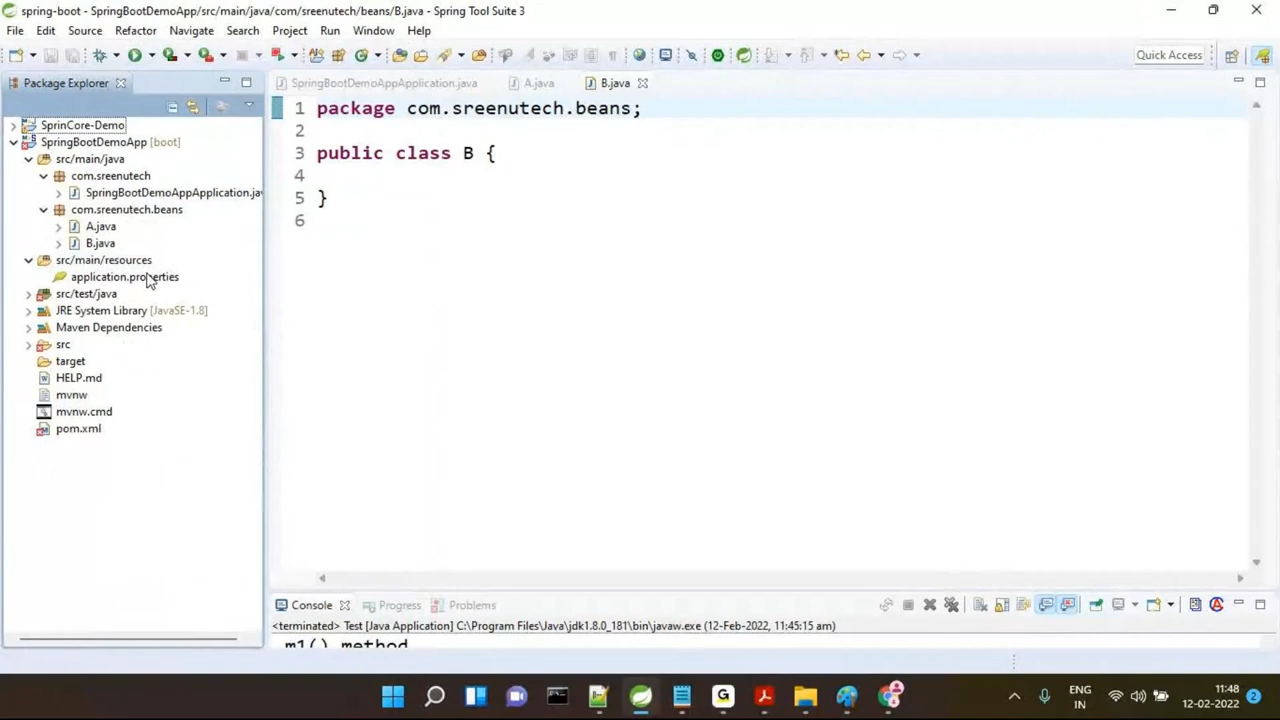 spring-boot - SpringBootDemoApp/src/main/java/com/sreenutech/beans/B.java - Spring Tool Suite 3
File Edit Source Refactor Navigate Search Project Run Window Help
Quick Access
Package Explorer
SpringBootDemoAppApplication.java A.java B.java
SprinCore-Demo
SpringBootDemoApp [boot]
src/main/java
com.sreenutech
SpringBootDemoAppApplication.jav
com.sreenutech.beans
A.java
B.java
src/main/resources
application.properties
src/test/java
JRE System Library [JavaSE-1.8]
Maven Dependencies
src
target
HELP.md
mvnw
mvnw.cmd
pom.xml
1 package com.sreenutech.beans;
2
3 public class B {
4
5 }
6
Console Progress Problems
<terminated> Test [Java Application] C:\Program Files\Java\jdk1.8.0_181\bin\javaw.exe (12-Feb-2022, 11:45:15 am)
m1() method
ENG
IN
11:48
12-02-2022
2